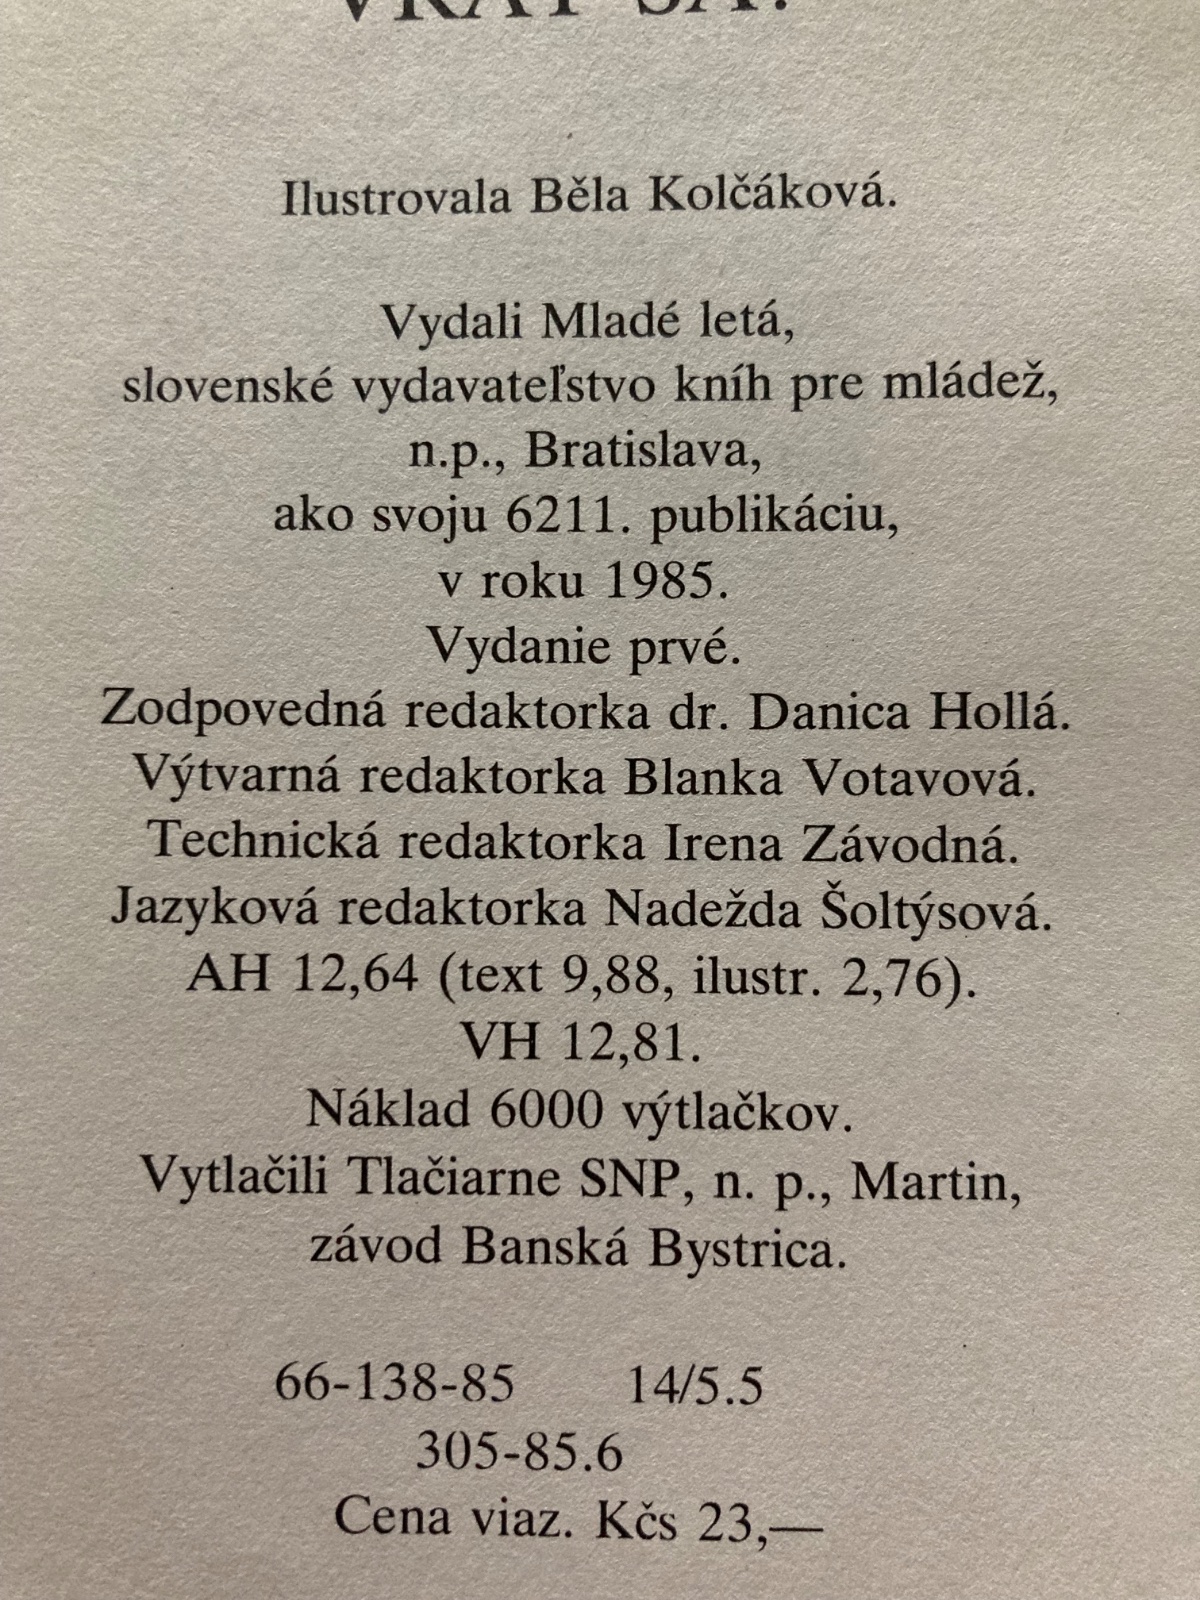 VRÁŤ SA!
Ilustrovala Běla Kolčáková.
Vydali Mladé letá,
slovenské vydavateľstvo kníh pre mládež,
n.p., Bratislava,
ako svoju 6211. publikáciu,
v roku 1985.
Vydanie prvé.
Zodpovedná redaktorka dr. Danica Hollá.
Výtvarná redaktorka Blanka Votavová.
Technická redaktorka Irena Závodná.
Jazyková redaktorka Nadežda Šoltýsová.
AH 12,64 (text 9,88, ilustr. 2,76).
VH 12,81.
Náklad 6000 výtlačkov.
Vytlačili Tlačiarne SNP, n. p., Martin,
závod Banská Bystrica.
66-138-85 14/5.5
305-85.6
Cena viaz. Kčs 23,—